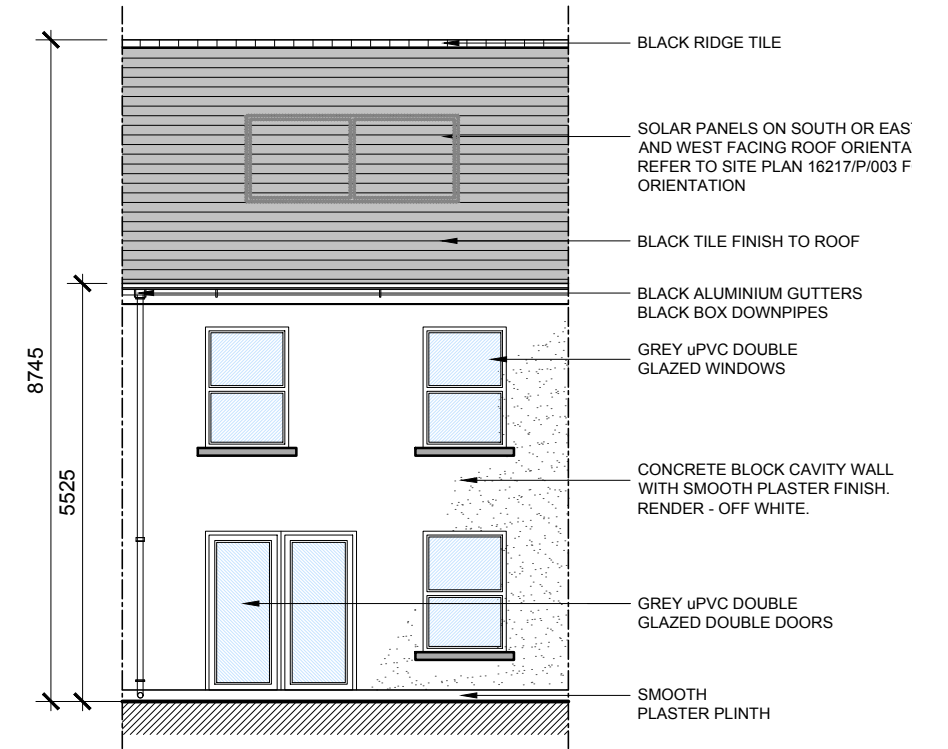 BLACK RIDGE TILE
SOLAR PANELS ON SOUTH OR EAS
AND WEST FACING ROOF ORIENTA
REFER TO SITE PLAN 16217/P/003 F
ORIENTATION
BLACK TILE FINISH TO ROOF
BLACK ALUMINIUM GUTTERS
BLACK BOX DOWNPIPES
GREY uPVC DOUBLE
GLAZED WINDOWS
8745
5525
CONCRETE BLOCK CAVITY WALL
WITH SMOOTH PLASTER FINISH.
RENDER - OFF WHITE.
GREY uPVC DOUBLE
GLAZED DOUBLE DOORS
SMOOTH
PLASTER PLINTH